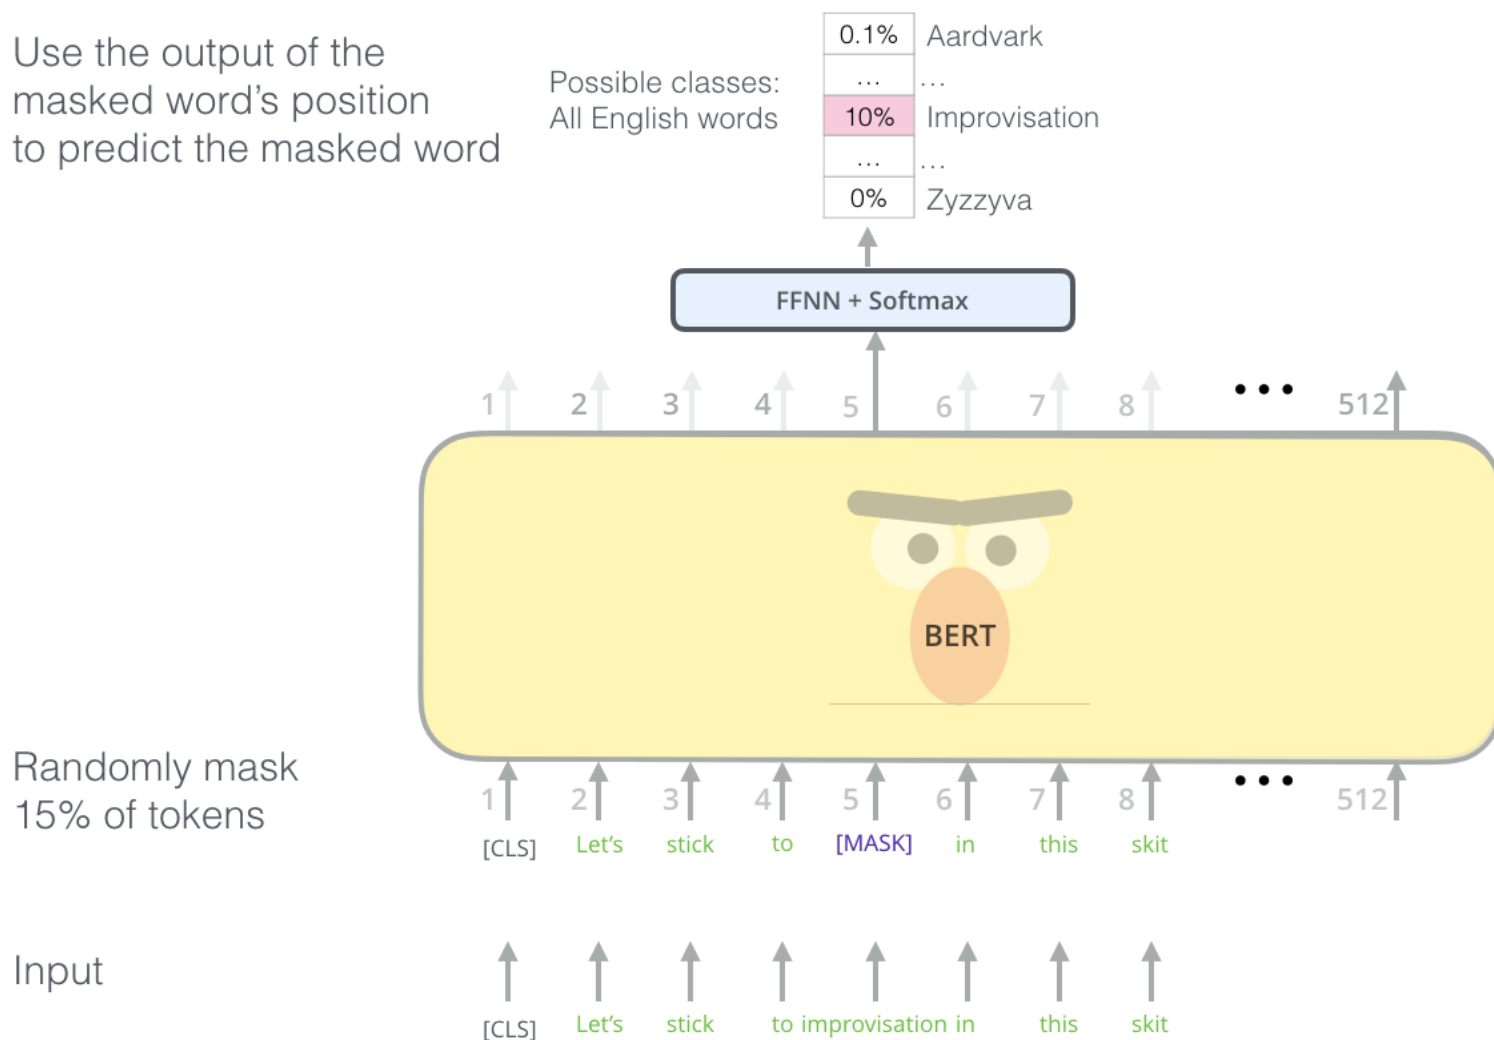 Use the output of the
masked word's position
to predict the masked word
Possible classes:
All English words
0.1% Aardvark
... ...
10% Improvisation
... ...
0% Zyzzyva
FFNN + Softmax
1 2 3 4 5 6 7 8 ... 512
BERT
Randomly mask
15% of tokens
1 2 3 4 5 6 7 8 ... 512
[CLS] Let's stick to [MASK] in this skit
Input
[CLS] Let's stick to improvisation in this skit